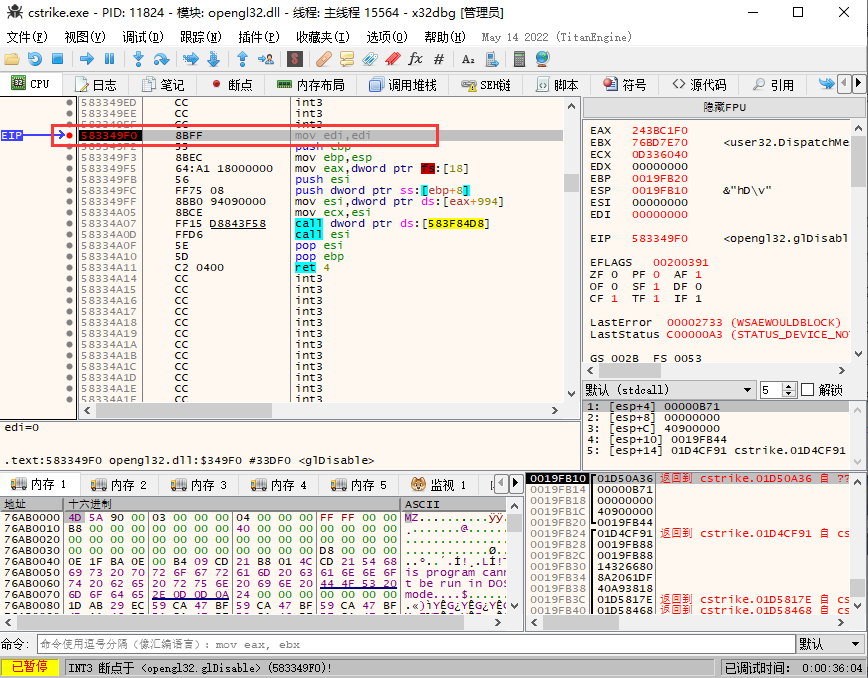 cstrike.exe - PID: 11824 - 模块: opengl32.dll - 线程: 主线程 15564 - x32dbg [管理员]
文件(F) 视图(V) 调试(D) 跟踪(N) 插件(P) 收藏夹(I) 选项(O) 帮助(H) May 14 2022 (TitanEngine)
CPU 日志 笔记 断点 内存布局 调用堆栈 SEH链 脚本 符号 源代码 引用
583349ED CC int3
583349EE CC int3
CC int3
EIP 583349F0 8BFF mov edi,edi
583349F2 55 push ebp
583349F3 8BEC mov ebp,esp
583349F5 64:A1 18000000 mov eax,dword ptr fs:[18]
583349FB 56 push esi
583349FC FF75 08 push dword ptr ss:[ebp+8]
583349FF 8BB0 94090000 mov esi,dword ptr ds:[eax+994]
58334A05 8BCE mov ecx,esi
58334A07 FF15 D8843F58 call dword ptr ds:[583F84D8]
58334A0D FFD6 call esi
58334A0F 5E pop esi
58334A10 5D pop ebp
58334A11 C2 0400 ret 4
58334A14 CC int3
58334A15 CC int3
58334A16 CC int3
58334A17 CC int3
58334A18 CC int3
58334A19 CC int3
58334A1A CC int3
58334A1B CC int3
58334A1C CC int3
58334A1D CC int3
58334A1E CC int3
58334A1F CC int3
隐藏FPU
EAX 243BC1F0
EBX 76BD7E70 <user32.DispatchMe
ECX 0D336040
EDX 00000000
EBP 0019FB20
ESP 0019FB10 &"hD\v"
ESI 00000000
EDI 00000000
EIP 583349F0 <opengl32.glDisabl
EFLAGS 00200391
ZF 0 PF 0 AF 1
OF 0 SF 1 DF 0
CF 1 TF 1 IF 1
LastError 00002733 (WSAEWOULDBLOCK)
LastStatus C00000A3 (STATUS_DEVICE_NO
GS 002B FS 0053
默认 (stdcall) 5 解锁
1: [esp+4] 00000B71
2: [esp+8] 00000000
3: [esp+C] 40900000
4: [esp+10] 0019FB44
5: [esp+14] 01D4CF91 cstrike.01D4CF91
edi=0
.text:583349F0 opengl32.dll:$349F0 #33DF0 <glDisable>
内存 1 内存 2 内存 3 内存 4 内存 5 监视 1
地址 十六进制 ASCII
76AB0000 4D 5A 90 00 03 00 00 00 04 00 00 00 FF FF 00 00 MZ..........ÿÿ..
76AB0010 B8 00 00 00 00 00 00 00 40 00 00 00 00 00 00 00 ¸.......@.......
76AB0020 00 00 00 00 00 00 00 00 00 00 00 00 00 00 00 00 ................
76AB0030 00 00 00 00 00 00 00 00 00 00 00 00 D8 00 00 00 ............Ø...
76AB0040 0E 1F BA 0E 00 B4 09 CD 21 B8 01 4C CD 21 54 68 ..º..´.Í!¸.LÍ!T
76AB0050 69 73 20 70 72 6F 67 72 61 6D 20 63 61 6E 6E 6F is program cann
76AB0060 74 20 62 65 20 72 75 6E 20 69 6E 20 44 4F 53 20 t be run in DOS
76AB0070 6D 6F 64 65 2E 0D 0D 0A 24 00 00 00 00 00 00 00 mode....$......
76AB0080 1D AB 29 EC 59 CA 47 BF 59 CA 47 BF 59 CA 47 BF .«)ìYÊG¿YÊG¿YÊG
0019FB10 01D50A36 返回到 cstrike.01D50A36 自 ??
0019FB14 00000B71
0019FB18 00000000
0019FB1C 40900000
0019FB20 0019FB44
0019FB24 01D4CF91 返回到 cstrike.01D4CF91 自 cs
0019FB28 0019FB88
0019FB2C 0019FB88
0019FB30 14326680
0019FB34 8A2061DF
0019FB38 40A93818
0019FB3C 01D5817E 返回到 cstrike.01D5817E 自 cs
0019FB40 01D58468 返回到 cstrike.01D58468 自 cs
命令: 命令使用逗号分隔（像汇编语言）: mov eax, ebx 默认
已暂停 INT3 断点于 <opengl32.glDisable> (583349F0)! 已调试时间: 0:00:36:04